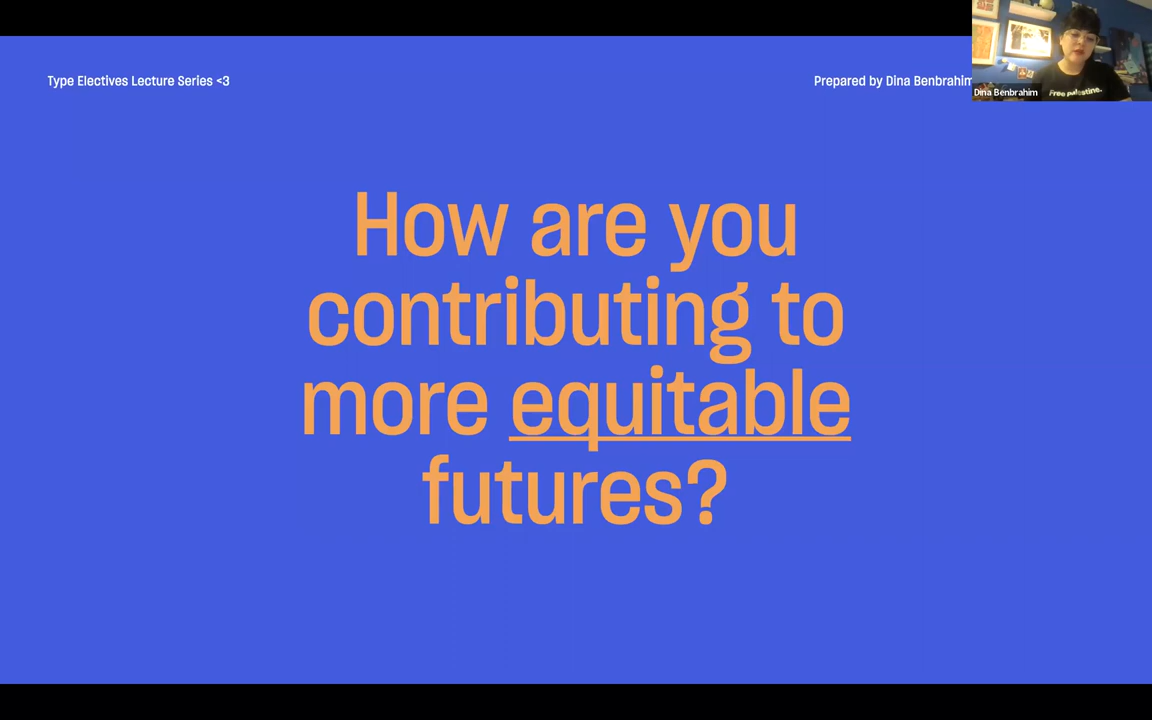 Type Electives Lecture Series <3
Prepared by Dina Benbrahim
Dina Benbrahim
Free palestine.
How are you
contributing to
more equitable
futures?